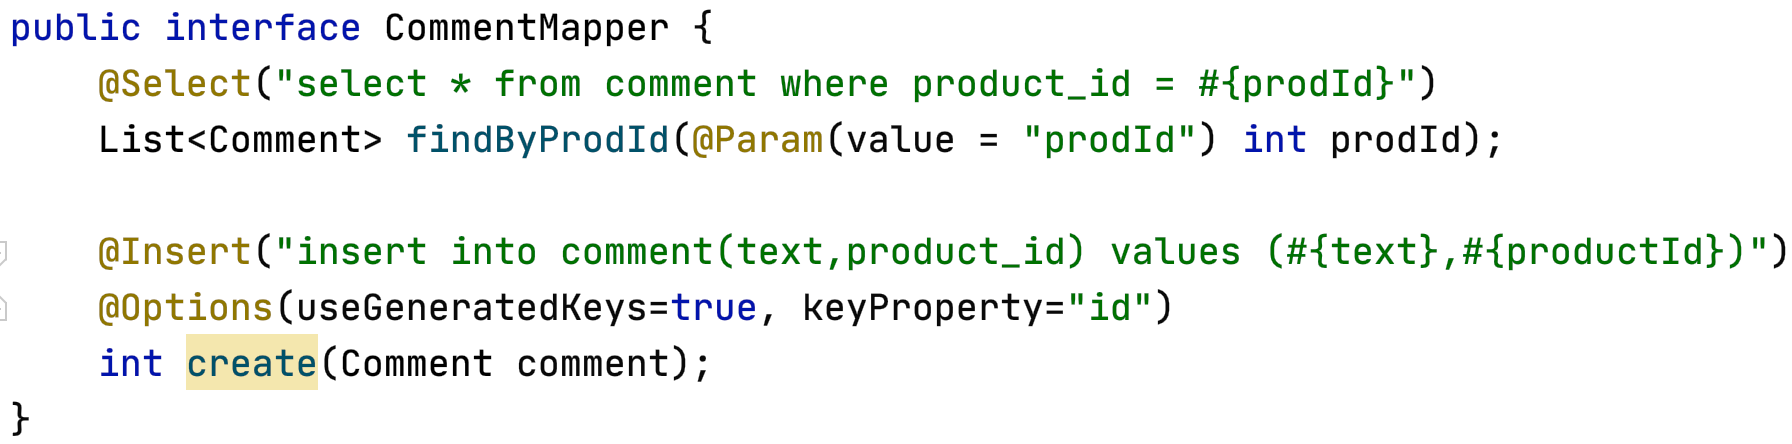 public interface CommentMapper {
    @Select("select * from comment where product_id = #{prodId}")
    List<Comment> findByProdId(@Param(value = "prodId") int prodId);

    @Insert("insert into comment(text,product_id) values (#{text},#{productId})")
    @Options(useGeneratedKeys=true, keyProperty="id")
    int create(Comment comment);
}